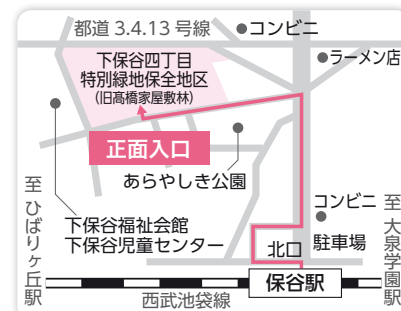 都道 3.4.13 号線
コンビニ
ラーメン店
下保谷四丁目
特別緑地保全地区
(旧髙橋家屋敷林)
正面入口
あらやしき公園
至 ひばりヶ丘駅
下保谷福祉会館
下保谷児童センター
コンビニ
駐車場
至 大泉学園駅
北口
保谷駅
西武池袋線